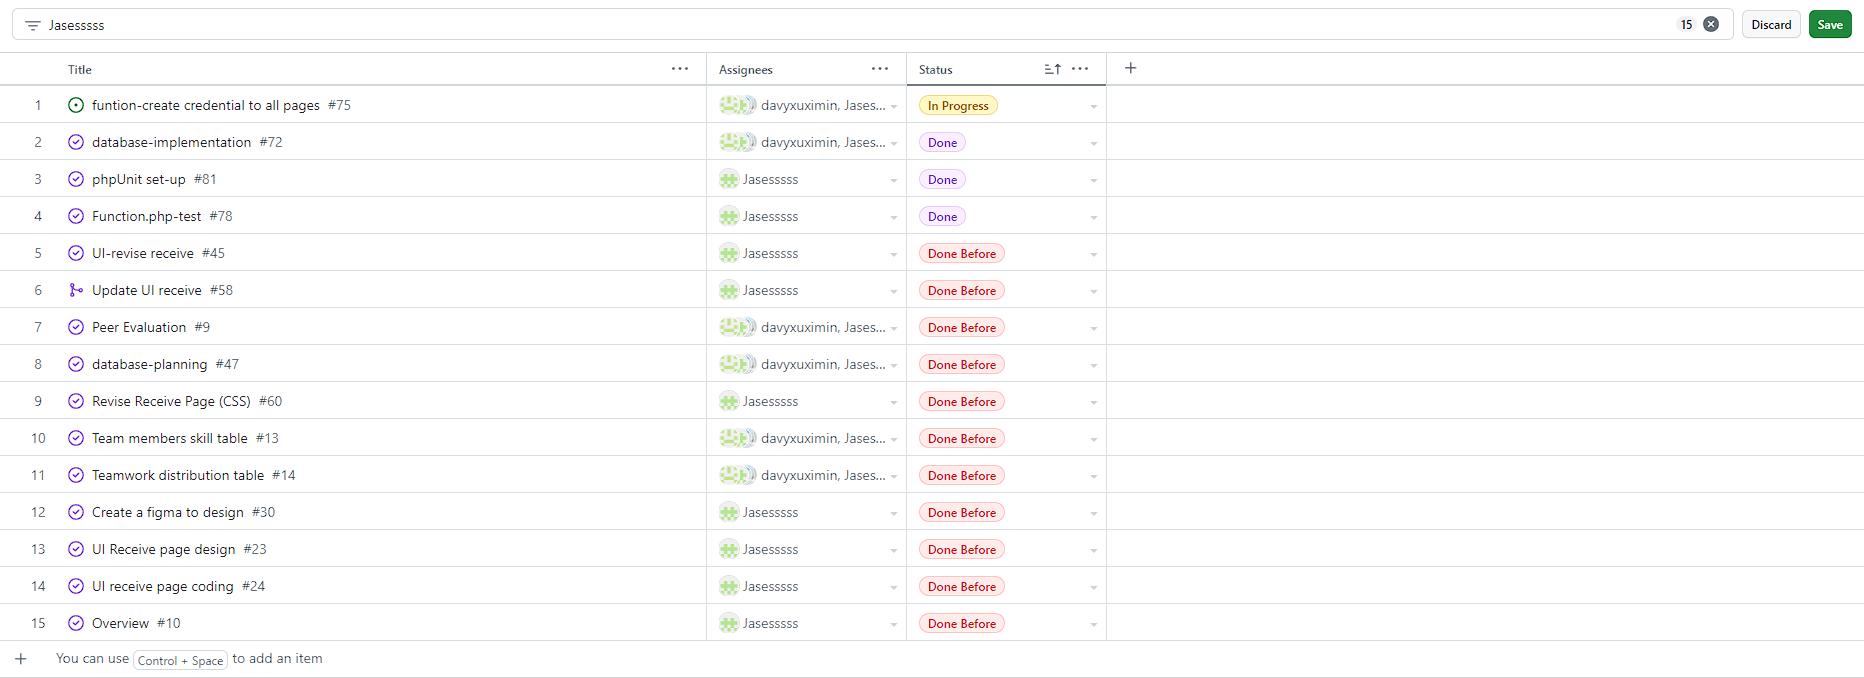 Jasesssss 15 Discard Save
Title Assignees Status
1 funtion-create credential to all pages #75 davyxuximin, Jases... In Progress
2 database-implementation #72 davyxuximin, Jases... Done
3 phpUnit set-up #81 Jasesssss Done
4 Function.php-test #78 Jasesssss Done
5 UI-revise receive #45 Jasesssss Done Before
6 Update UI receive #58 Jasesssss Done Before
7 Peer Evaluation #9 davyxuximin, Jases... Done Before
8 database-planning #47 davyxuximin, Jases... Done Before
9 Revise Receive Page (CSS) #60 Jasesssss Done Before
10 Team members skill table #13 davyxuximin, Jases... Done Before
11 Teamwork distribution table #14 davyxuximin, Jases... Done Before
12 Create a figma to design #30 Jasesssss Done Before
13 UI Receive page design #23 Jasesssss Done Before
14 UI receive page coding #24 Jasesssss Done Before
15 Overview #10 Jasesssss Done Before
You can use Control + Space to add an item